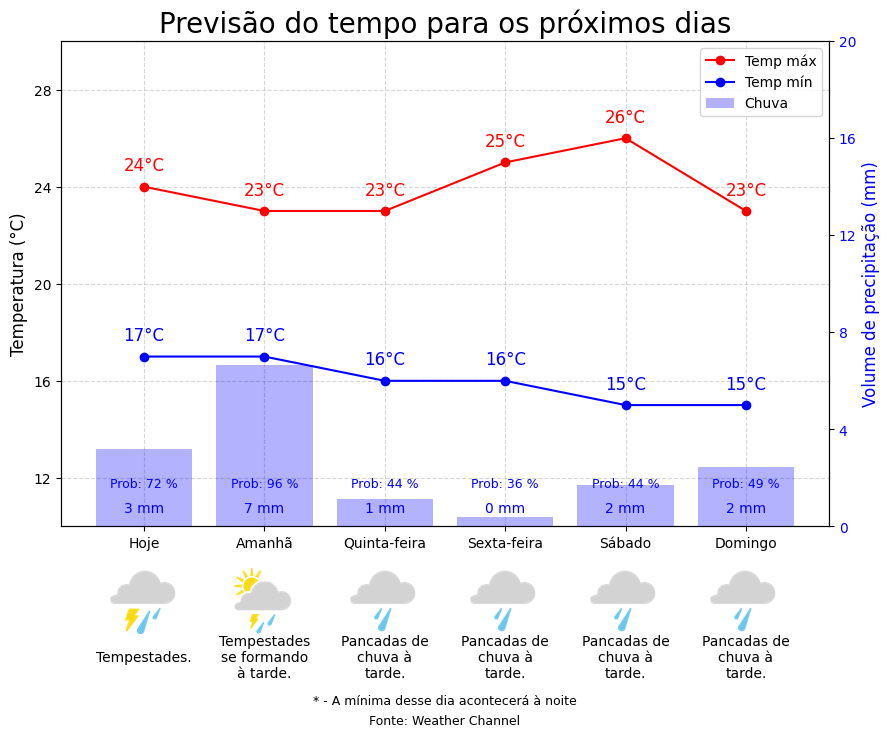 Previsão do tempo para os próximos dias
Temp máx
Temp mín
Chuva
Temperatura (°C)
Volume de precipitação (mm)
28
24
20
16
12
20
16
12
8
4
0
24°C
23°C
23°C
25°C
26°C
23°C
17°C
17°C
16°C
16°C
15°C
15°C
Prob: 72 %
Prob: 96 %
Prob: 44 %
Prob: 36 %
Prob: 44 %
Prob: 49 %
3 mm
7 mm
1 mm
0 mm
2 mm
2 mm
Hoje
Amanhã
Quinta-feira
Sexta-feira
Sábado
Domingo
Tempestades.
Tempestades
se formando
à tarde.
Pancadas de
chuva à
tarde.
Pancadas de
chuva à
tarde.
Pancadas de
chuva à
tarde.
Pancadas de
chuva à
tarde.
* - A mínima desse dia acontecerá à noite
Fonte: Weather Channel